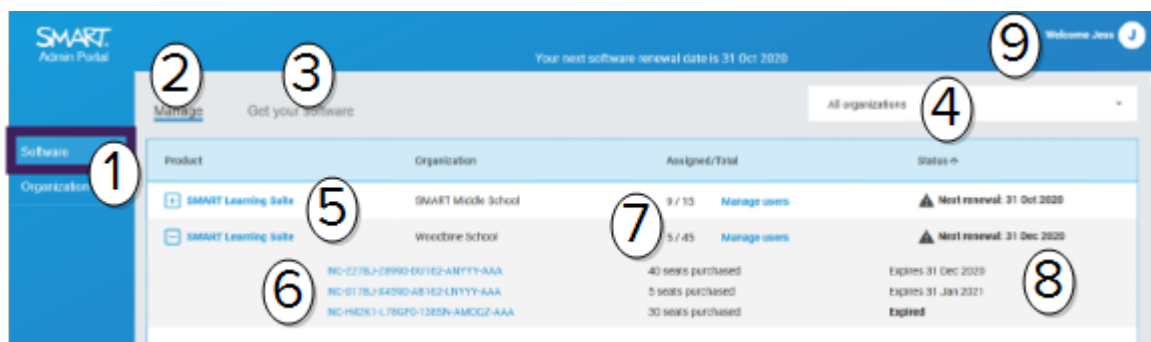 SMART
Admin Portal
Your next software renewal date is 31 Oct 2020
9
Welcome Jess
J
2
3
Manage
Get your software
All organizations
4
Software
1
Organization
Product
Organization
Assigned/Total
Status
SMART Learning Suite
5
SMART Middle School
9 / 15
Manage users
Next renewal: 31 Oct 2020
SMART Learning Suite
Woodbine School
7
5 / 45
Manage users
Next renewal: 31 Dec 2020
6
40 seats purchased
Expires 31 Dec 2020
8
5 seats purchased
Expires 31 Jan 2021
30 seats purchased
Expired